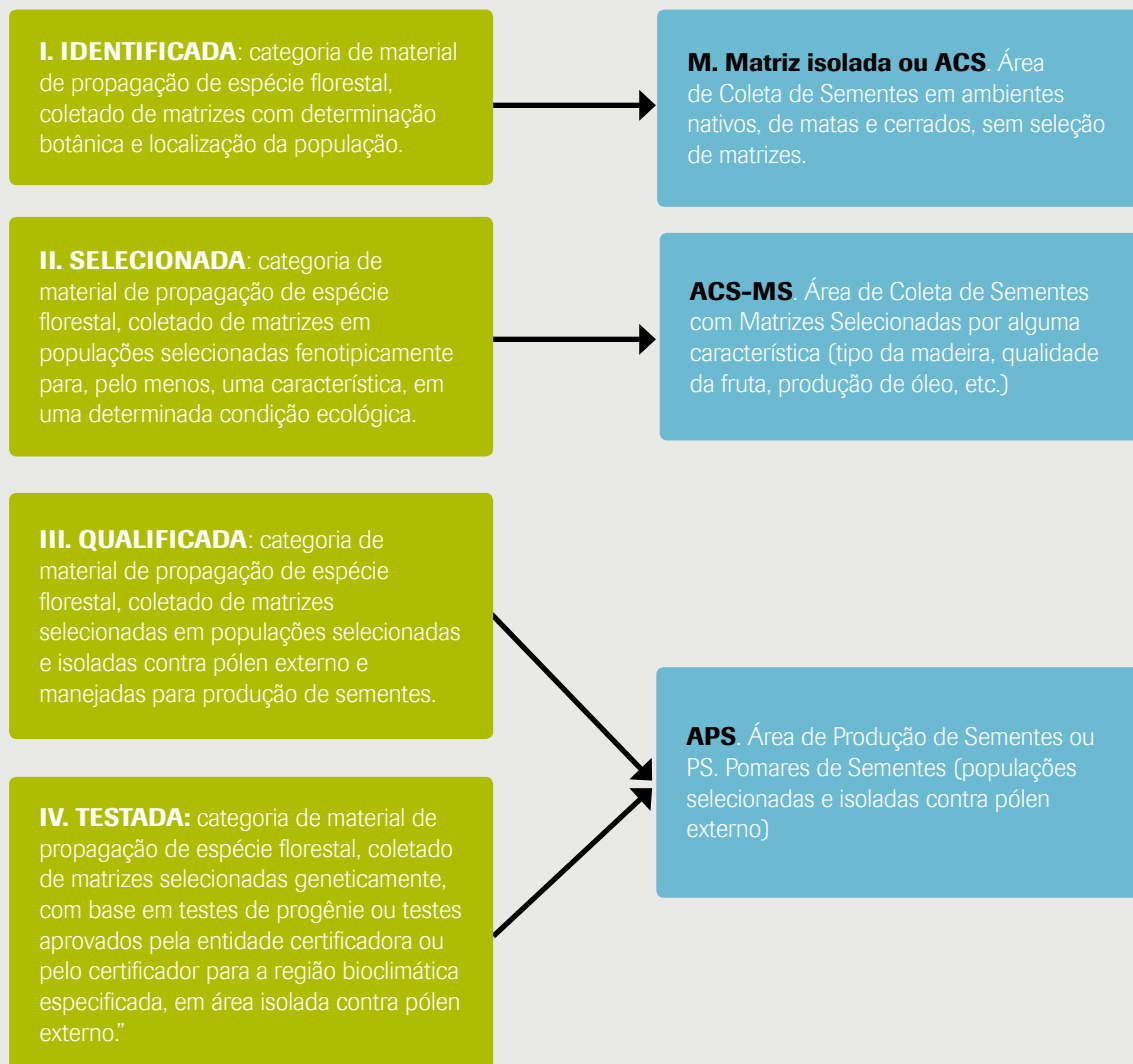 I. IDENTIFICADA: categoria de material
de propagação de espécie florestal,
coletado de matrizes com determinação
botânica e localização da população.
M. Matriz isolada ou ACS. Área
de Coleta de Sementes em ambientes
nativos, de matas e cerrados, sem seleção
de matrizes.
II. SELECIONADA: categoria de
material de propagação de espécie
florestal, coletado de matrizes em
populações selecionadas fenotipicamente
para, pelo menos, uma característica, em
uma determinada condição ecológica.
ACS-MS. Área de Coleta de Sementes
com Matrizes Selecionadas por alguma
característica (tipo da madeira, qualidade
da fruta, produção de óleo, etc.)
III. QUALIFICADA: categoria de
material de propagação de espécie
florestal, coletado de matrizes
selecionadas em populações selecionadas
e isoladas contra pólen externo e
manejadas para produção de sementes.
APS. Área de Produção de Sementes ou
PS. Pomares de Sementes (populações
selecionadas e isoladas contra pólen
externo)
IV. TESTADA: categoria de material de
propagação de espécie florestal, coletado
de matrizes selecionadas geneticamente,
com base em testes de progênie ou testes
aprovados pela entidade certificadora ou
pelo certificador para a região bioclimática
especificada, em área isolada contra pólen
externo.”